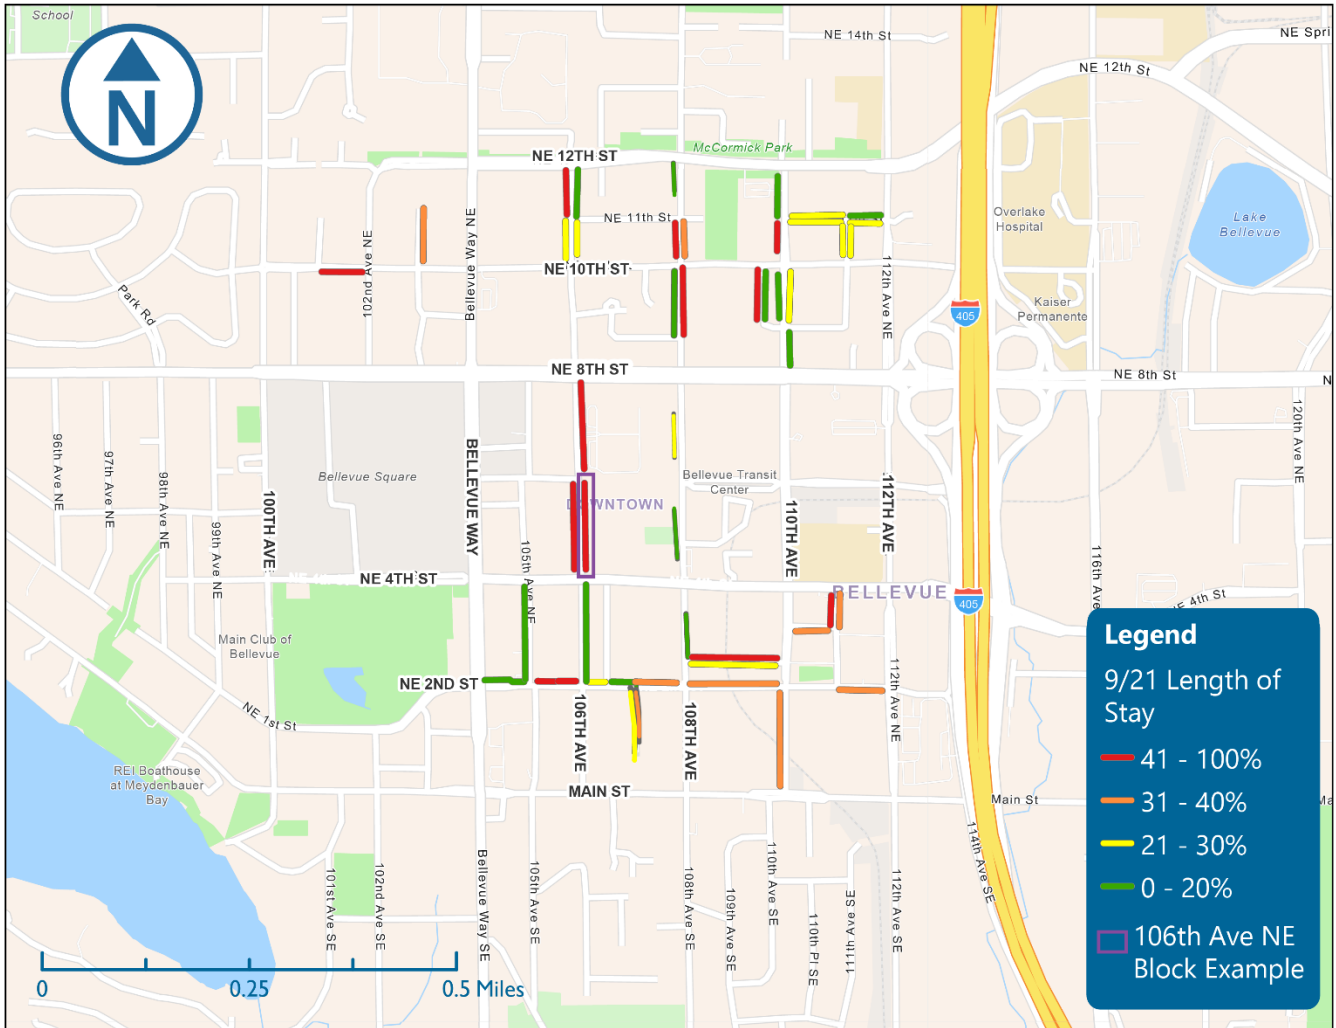 School
NE 14th St
NE Spri
NE 12th St
N
McCormick Park
NE 12TH ST
NE 11th St
Overlake
Hospital
Lake
Bellevue
102nd Ave NE
Bellevue Way NE
NE 10TH ST
112th Ave NE
Park Rd
Kaiser
Permanente
405
NE 8TH ST
NE 8th St
N
96th Ave NE
97th Ave NE
98th Ave NE
99th Ave NE
100TH AVE
Bellevue Square
BELLEVUE WAY
105th Ave NE
DOWNTOWN
Bellevue Transit
Center
110TH AVE
112TH AVE
116th Ave
120th Ave NE
NE 4TH ST
BELLEVUE
405
NE 4th St
Main Club of
Bellevue
NE 2ND ST
NE 1st St
106TH AVE
108TH AVE
112th Ave NE
REI Boathouse
at Meydenbauer
Bay
MAIN ST
Main St
Ma
101st Ave SE
102nd Ave SE
Bellevue Way SE
105th Ave SE
108th Ave SE
109th Ave SE
110th Ave SE
110th Pl SE
111th Ave SE
112th Ave SE
114th Ave SE
0
0.25
0.5 Miles
Legend
9/21 Length of
Stay
41 - 100%
31 - 40%
21 - 30%
0 - 20%
106th Ave NE
Block Example